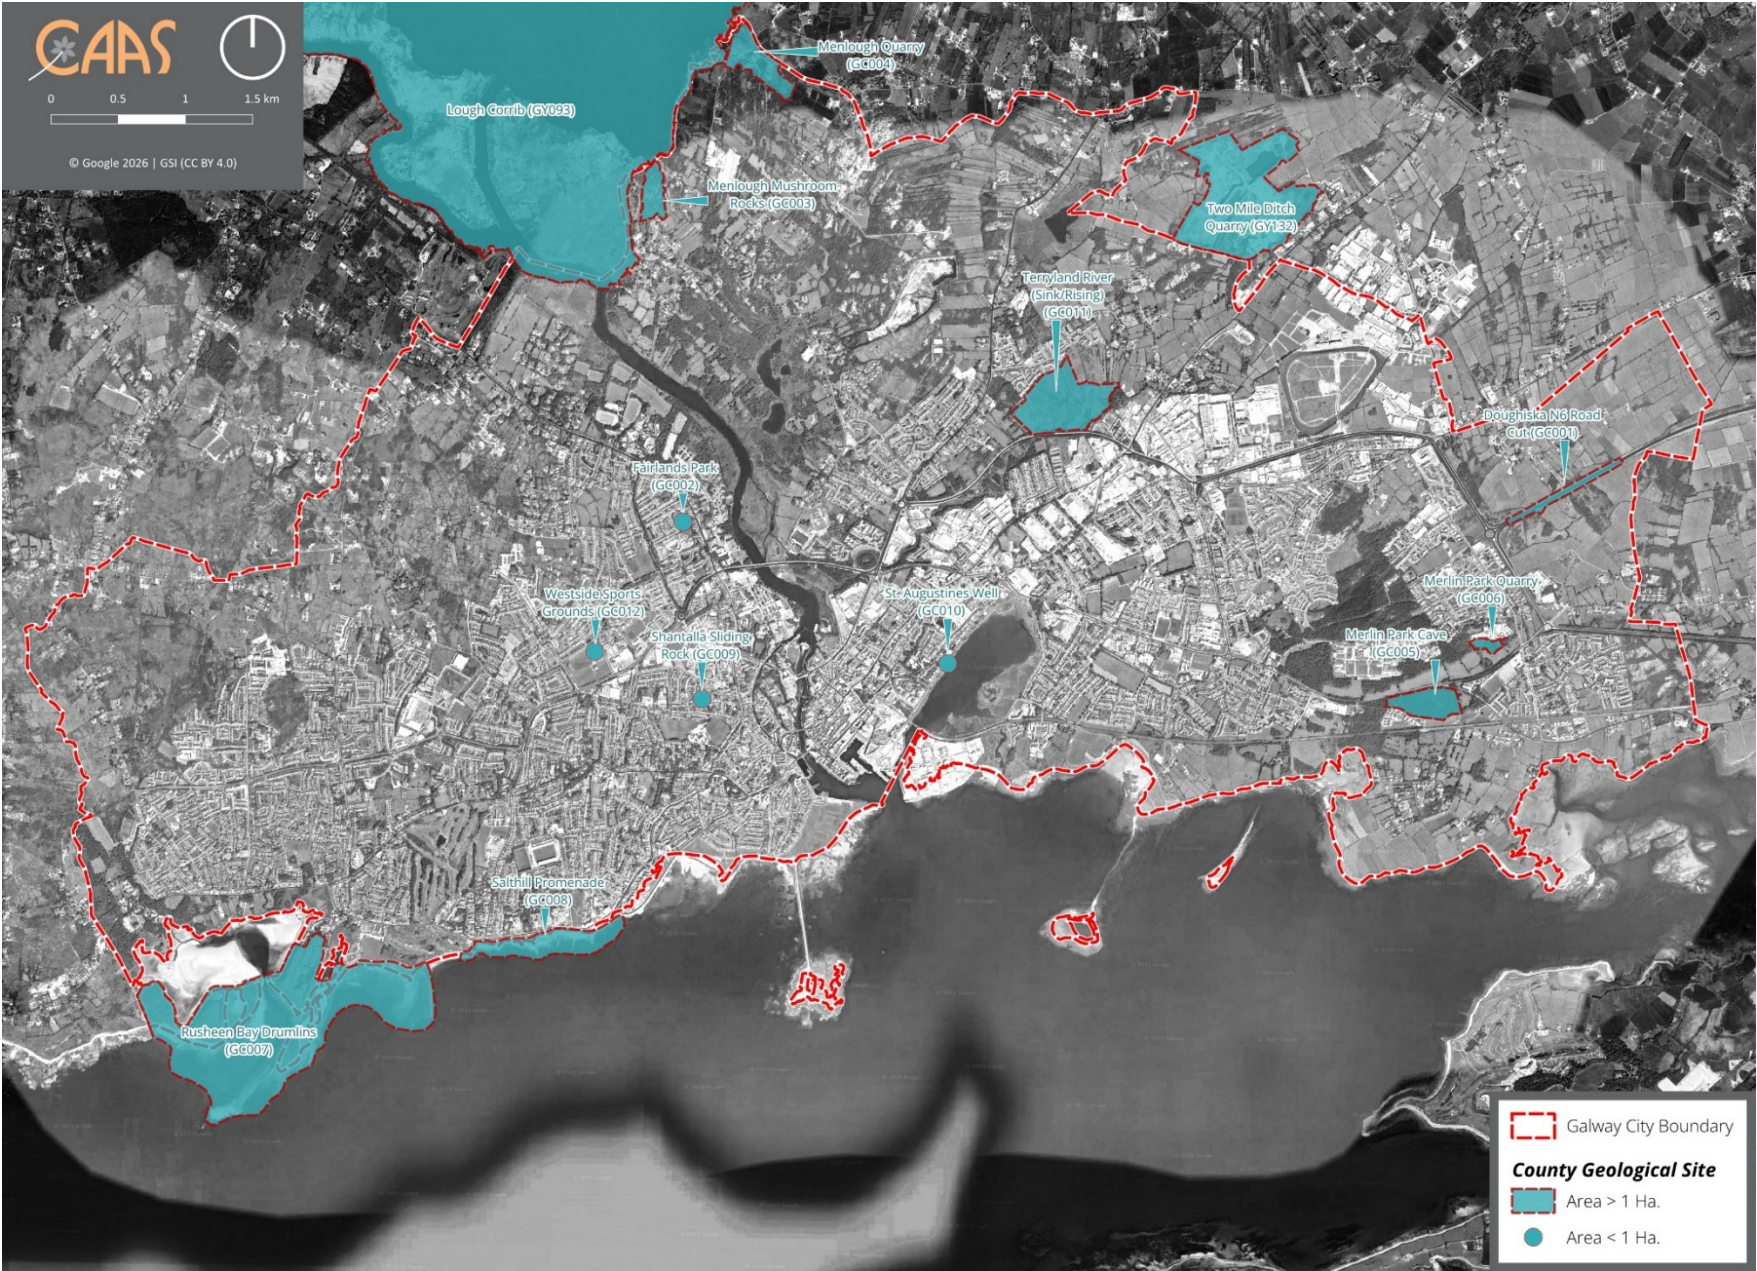 CAAS
0 0.5 1 1.5 km
© Google 2026 | GSI (CC BY 4.0)
Lough Corrib (GY093)
Menlough Quarry
(GC004)
Menlough Mushroom
Rocks (GC003)
Two Mile Ditch
Quarry (GY132)
Terryland River
(Sink/Rising)
(GC011)
Doughiska N6 Road
Cut (GC001)
Fairlands Park
(GC002)
Westside Sports
Grounds (GC012)
Shantalla Sliding
Rock (GC009)
St. Augustines Well
(GC010)
Merlin Park Quarry
(GC006)
Merlin Park Cave
(GC005)
Salthill Promenade
(GC008)
Rusheen Bay Drumlins
(GC007)
Galway City Boundary
County Geological Site
Area > 1 Ha.
Area < 1 Ha.